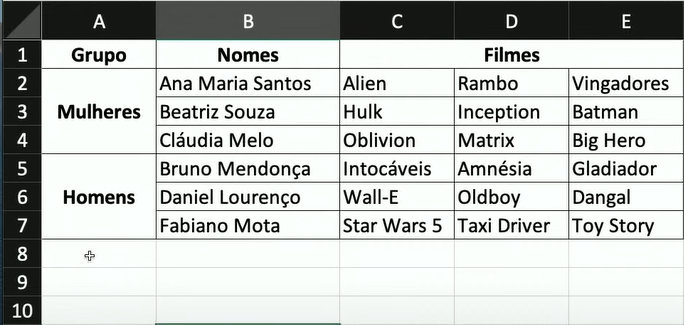 A B C D E
1 Grupo Nomes Filmes
2 Ana Maria Santos Alien Rambo Vingadores
3 Mulheres Beatriz Souza Hulk Inception Batman
4 Cláudia Melo Oblivion Matrix Big Hero
5 Bruno Mendonça Intocáveis Amnésia Gladiador
6 Homens Daniel Lourenço Wall-E Oldboy Dangal
7 Fabiano Mota Star Wars 5 Taxi Driver Toy Story
8
9
10